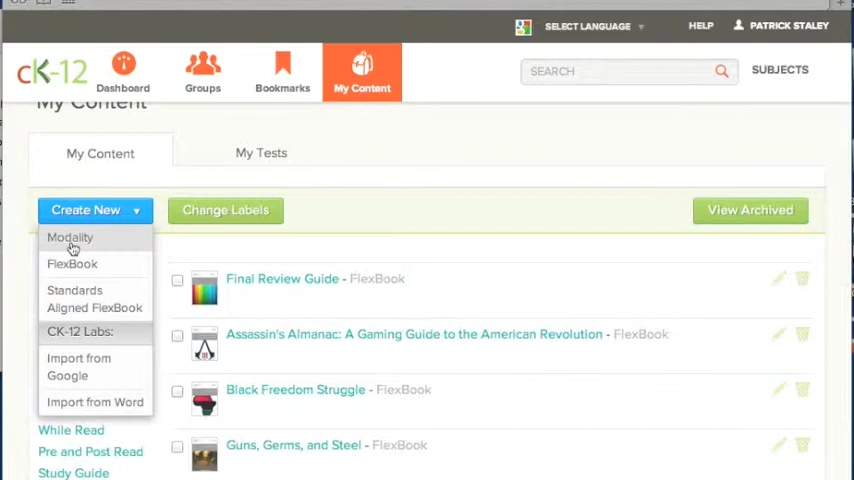 SELECT LANGUAGE
HELP
PATRICK STALEY
cK-12
Dashboard
Groups
Bookmarks
My Content
SEARCH
SUBJECTS
My Content
My Content
My Tests
Create New
Change Labels
View Archived
Modality
FlexBook
Standards
Aligned FlexBook
CK-12 Labs:
Import from
Google
Import from Word
While Read
Pre and Post Read
Study Guide
Final Review Guide - FlexBook
Assassin's Almanac: A Gaming Guide to the American Revolution - FlexBook
Black Freedom Struggle - FlexBook
Guns, Germs, and Steel - FlexBook